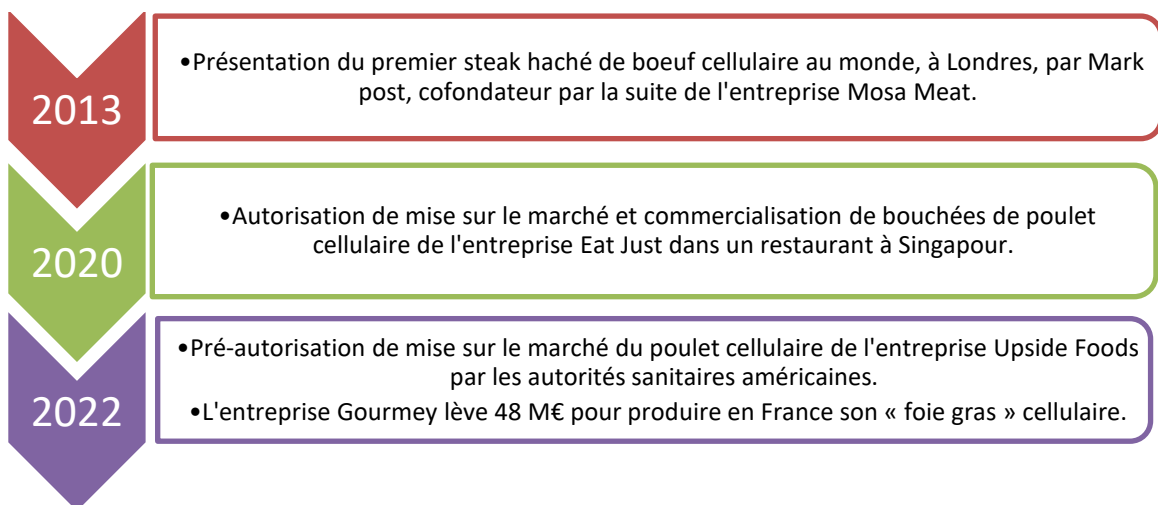 2013
•Présentation du premier steak haché de boeuf cellulaire au monde, à Londres, par Mark
post, cofondateur par la suite de l'entreprise Mosa Meat.
2020
•Autorisation de mise sur le marché et commercialisation de bouchées de poulet
cellulaire de l'entreprise Eat Just dans un restaurant à Singapour.
2022
•Pré-autorisation de mise sur le marché du poulet cellulaire de l'entreprise Upside Foods
par les autorités sanitaires américaines.
•L'entreprise Gourmey lève 48 M€ pour produire en France son « foie gras » cellulaire.